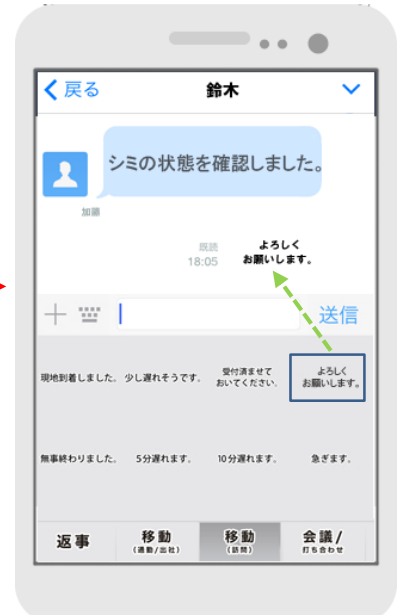 戻る
鈴木
シミの状態を確認しました。
加藤
既読
18:05
よろしく
お願いします。
送信
現地到着しました。
少し遅れそうです。
受付済ませて
おいてください。
よろしく
お願いします。
無事終わりました。
5分遅れます。
10分遅れます。
急ぎます。
返事
移動
(通勤/出社)
移動
(訪問)
会議/
打ち合わせ